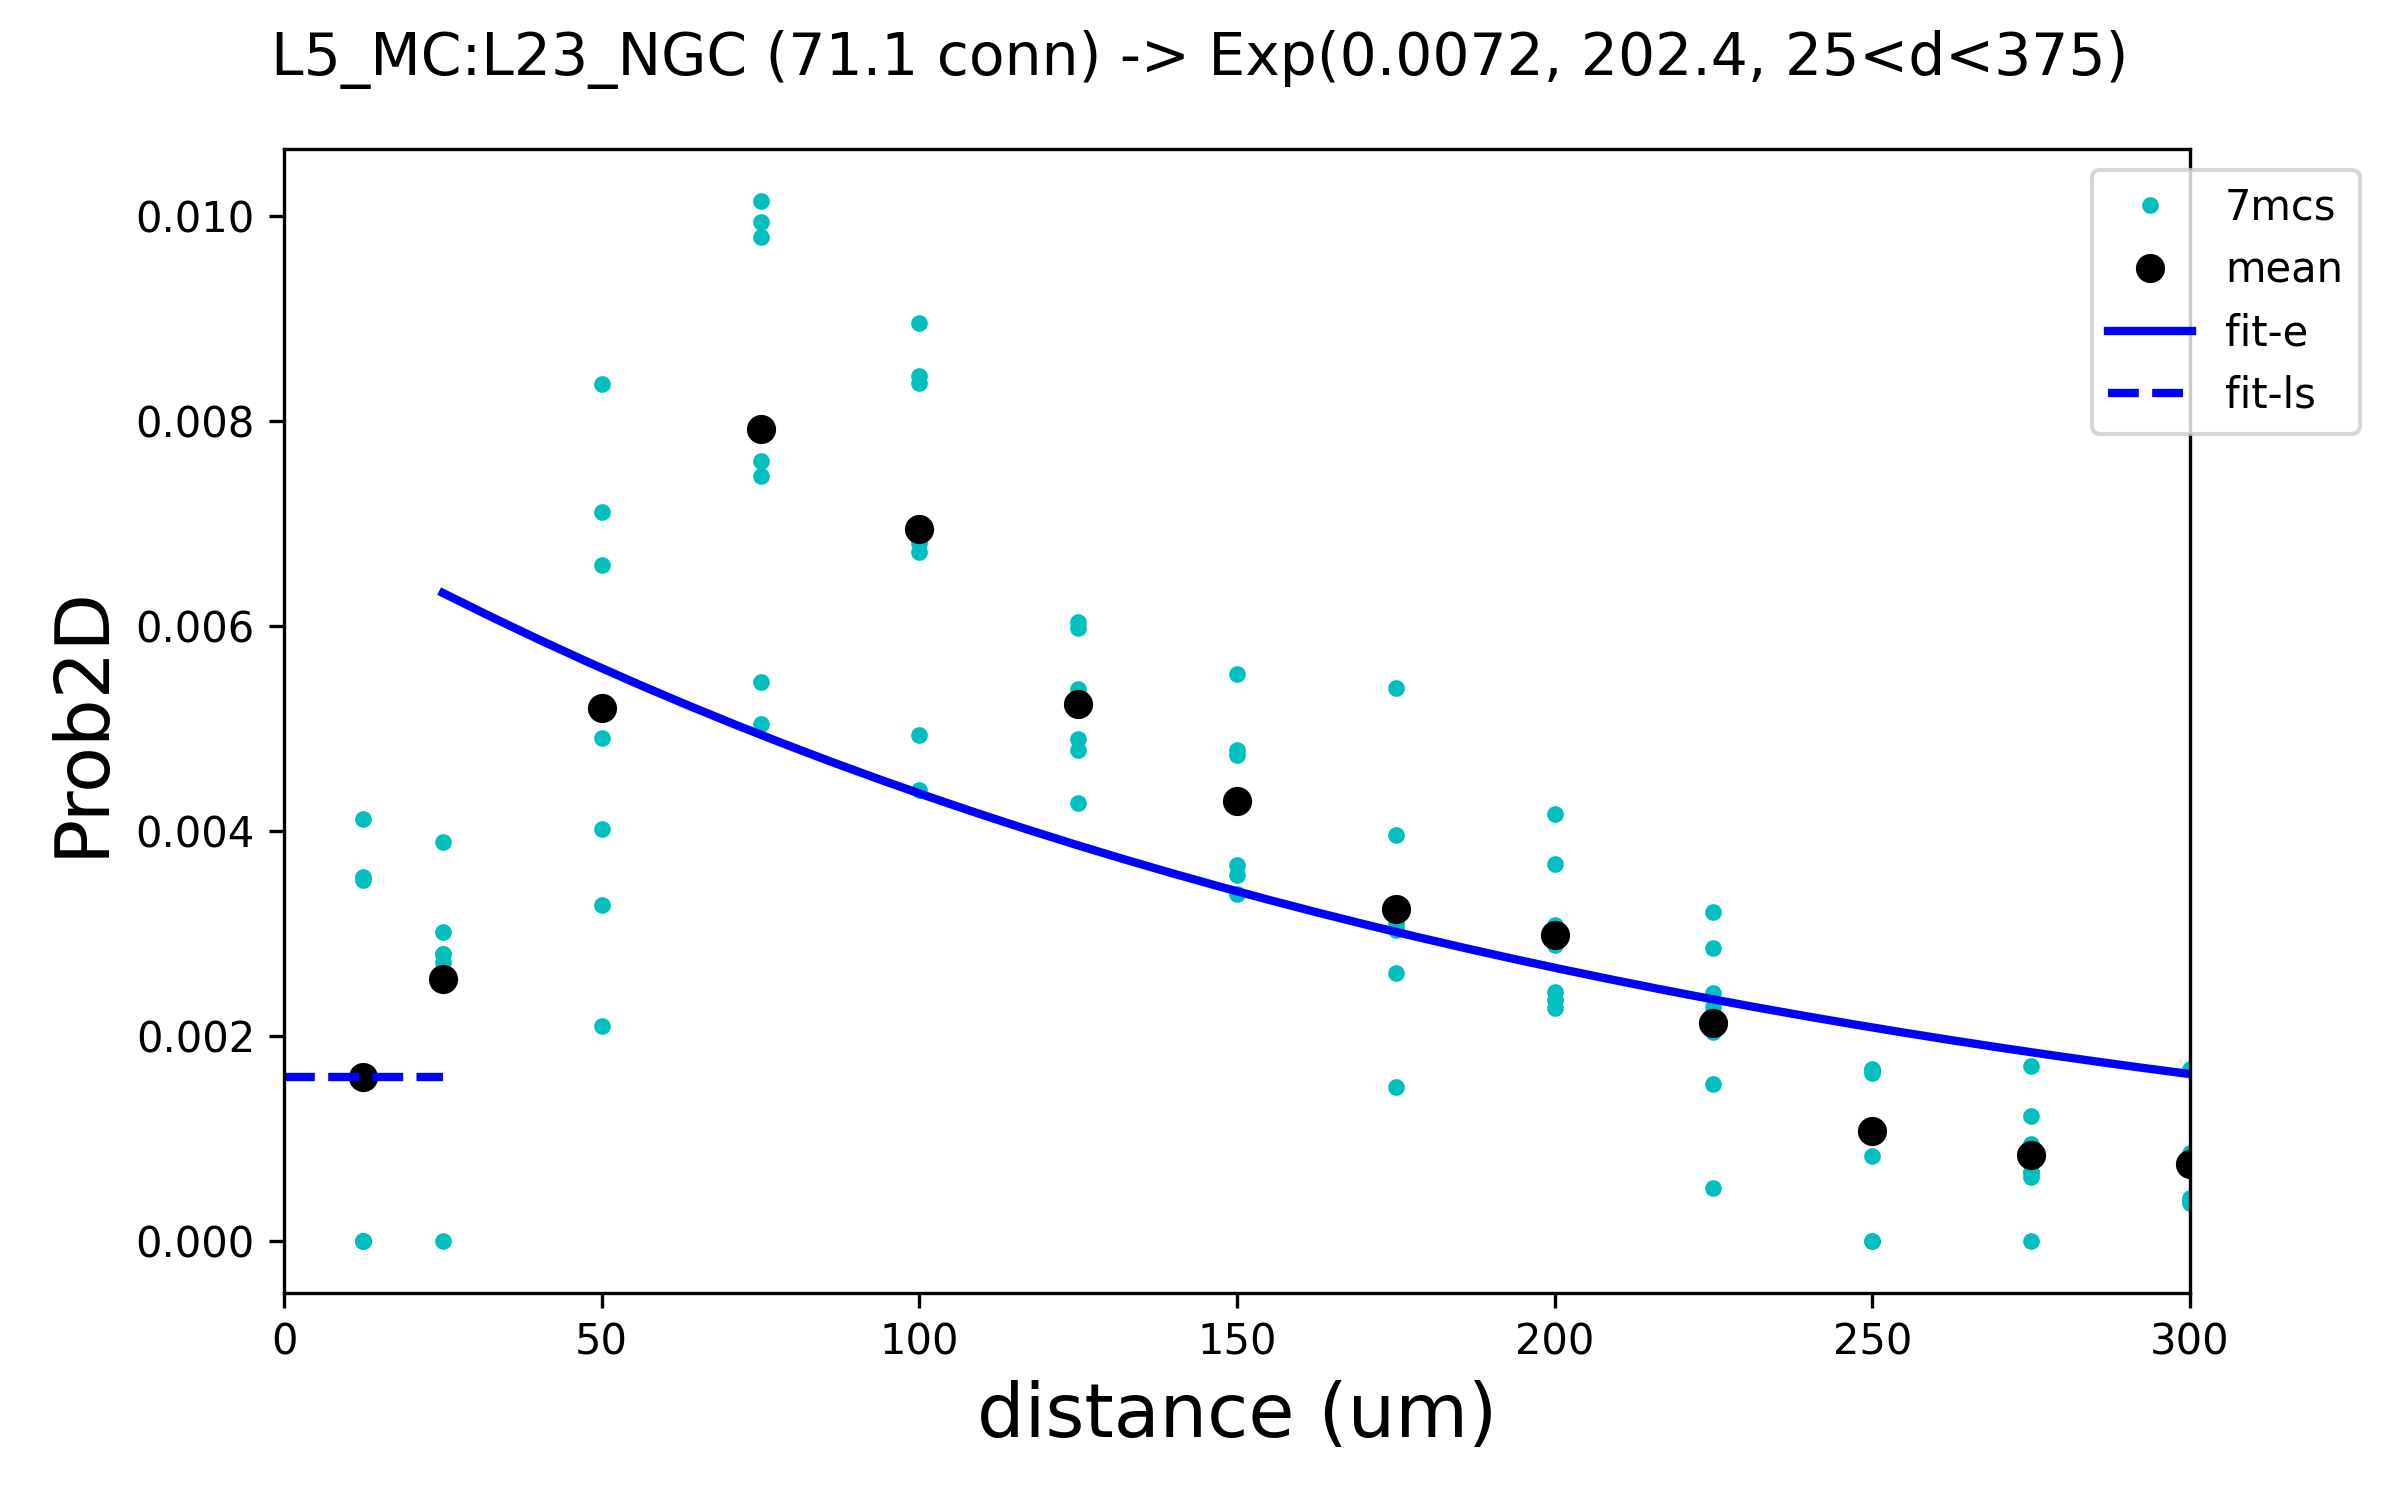 L5_MC:L23_NGC (71.1 conn) -> Exp(0.0072, 202.4, 25<d<375)
7mcs
mean
fit-e
fit-ls
Prob2D
0.010
0.008
0.006
0.004
0.002
0.000
0 50 100 150 200 250 300
distance (um)